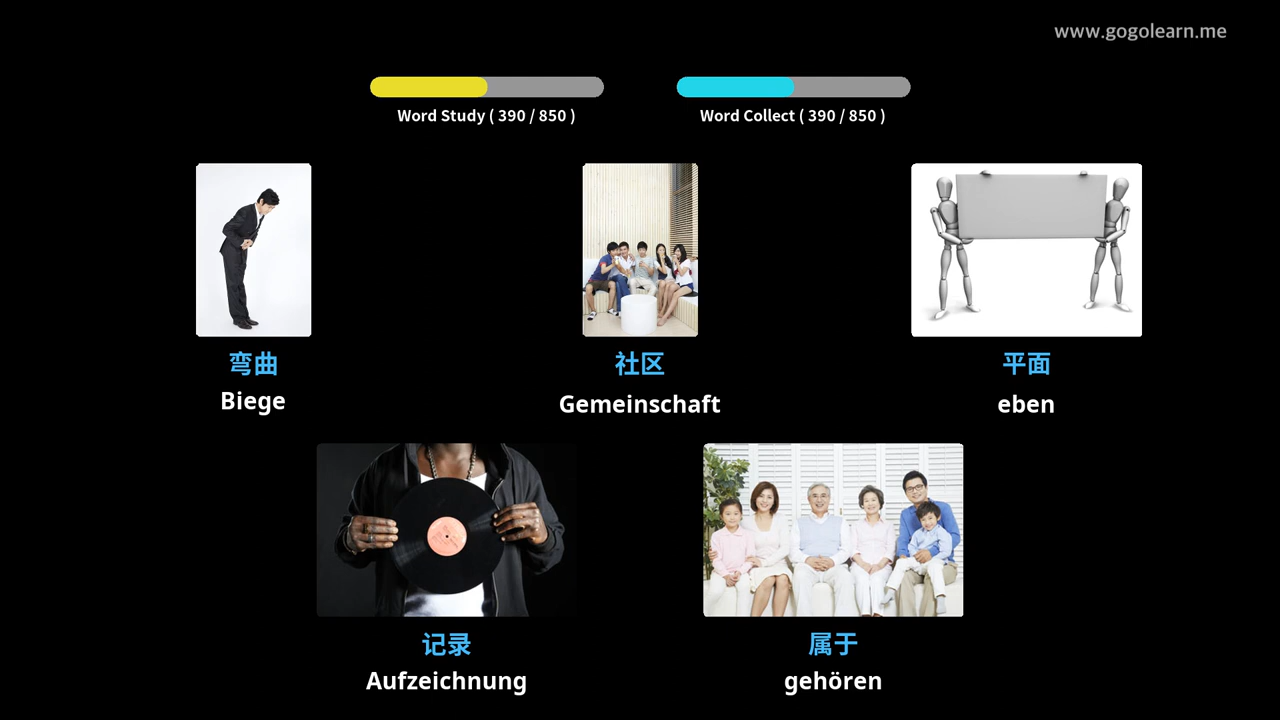 www.gogolearn.me
Word Study ( 390 / 850 )
Word Collect ( 390 / 850 )
弯曲
Biege
社区
Gemeinschaft
平面
eben
记录
Aufzeichnung
属于
gehören